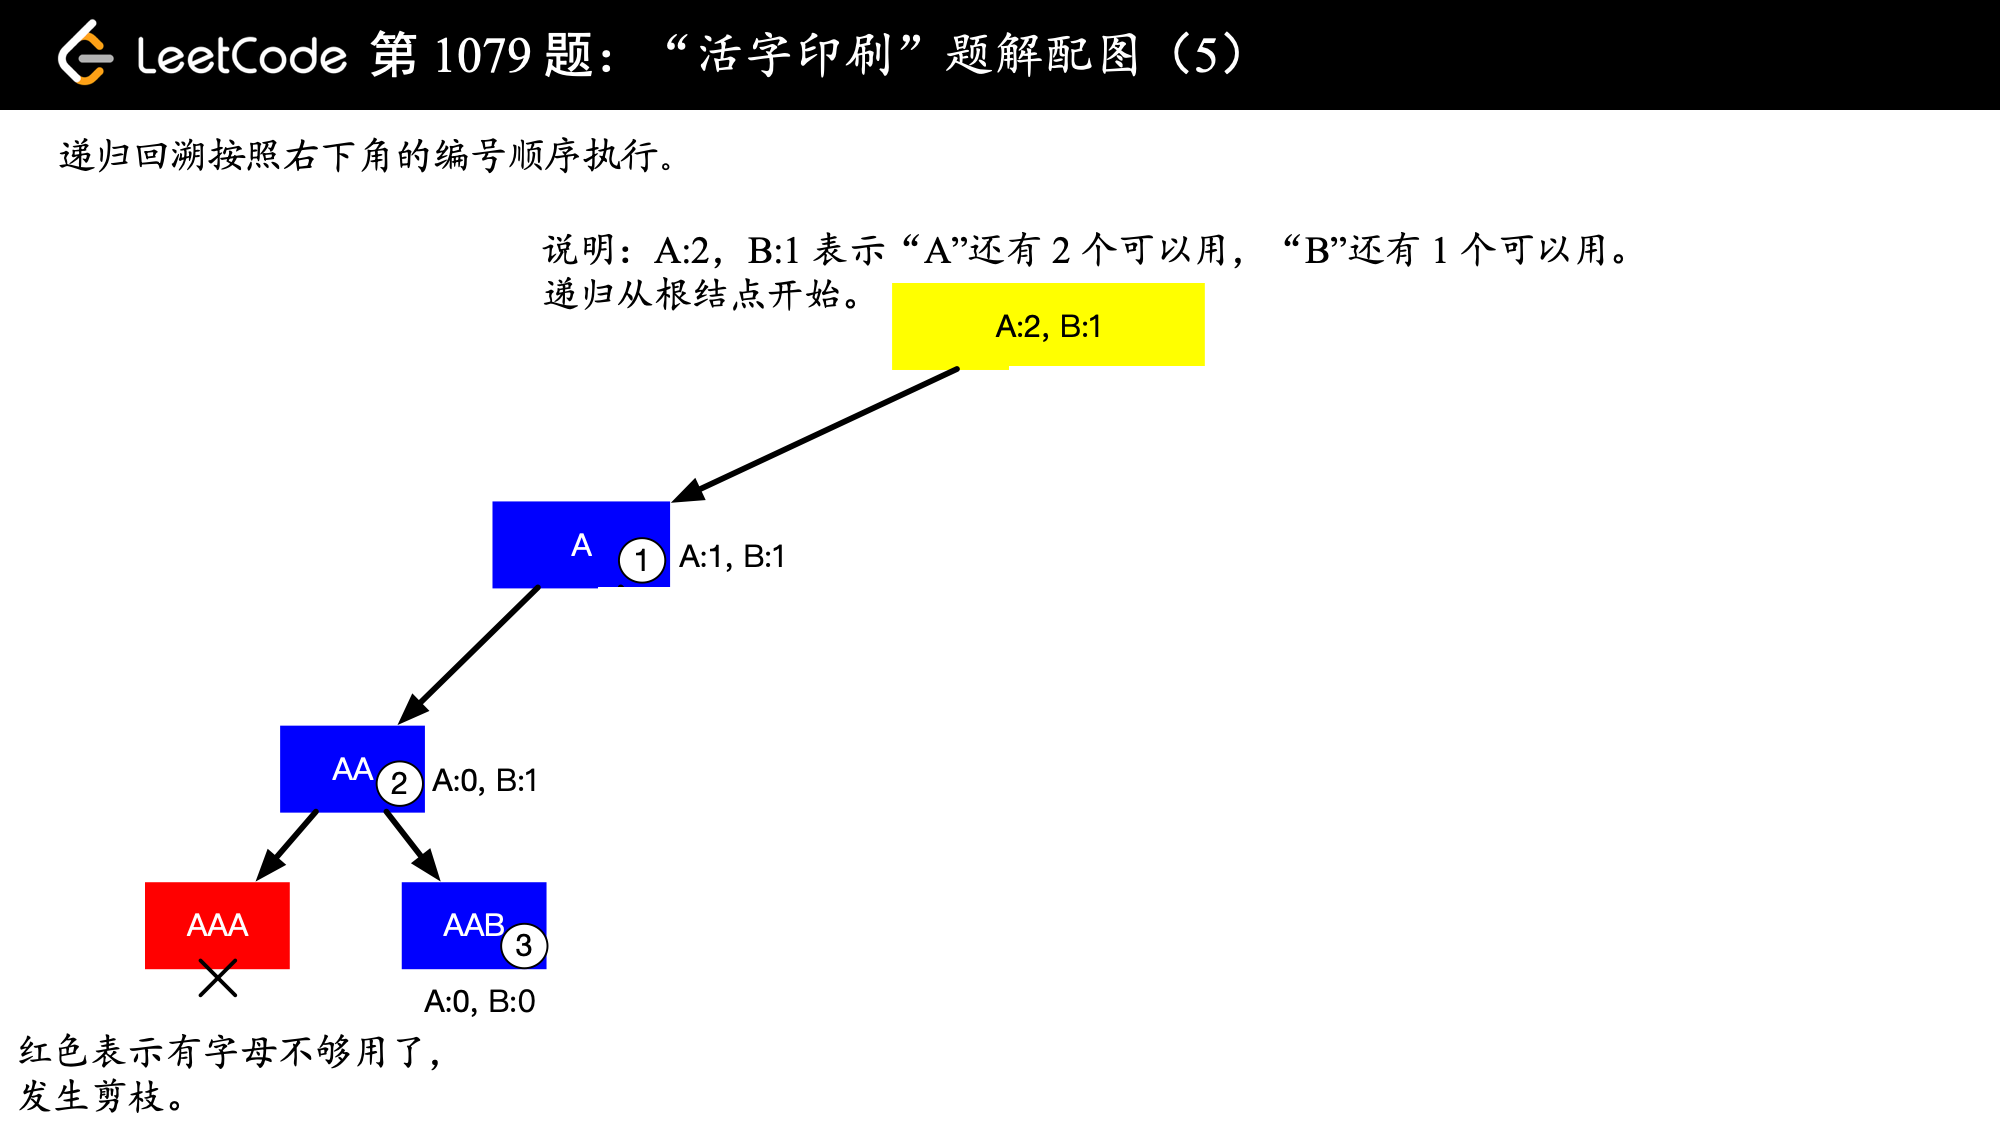 LeetCode 第 1079 题：“活字印刷”题解配图（5）
递归回溯按照右下角的编号顺序执行。
说明：A:2，B:1 表示“A”还有 2 个可以用，“B”还有 1 个可以用。
递归从根结点开始。
A:2, B:1
A
1
A:1, B:1
AA
2
A:0, B:1
AAA
AAB
3
A:0, B:0
红色表示有字母不够用了，
发生剪枝。